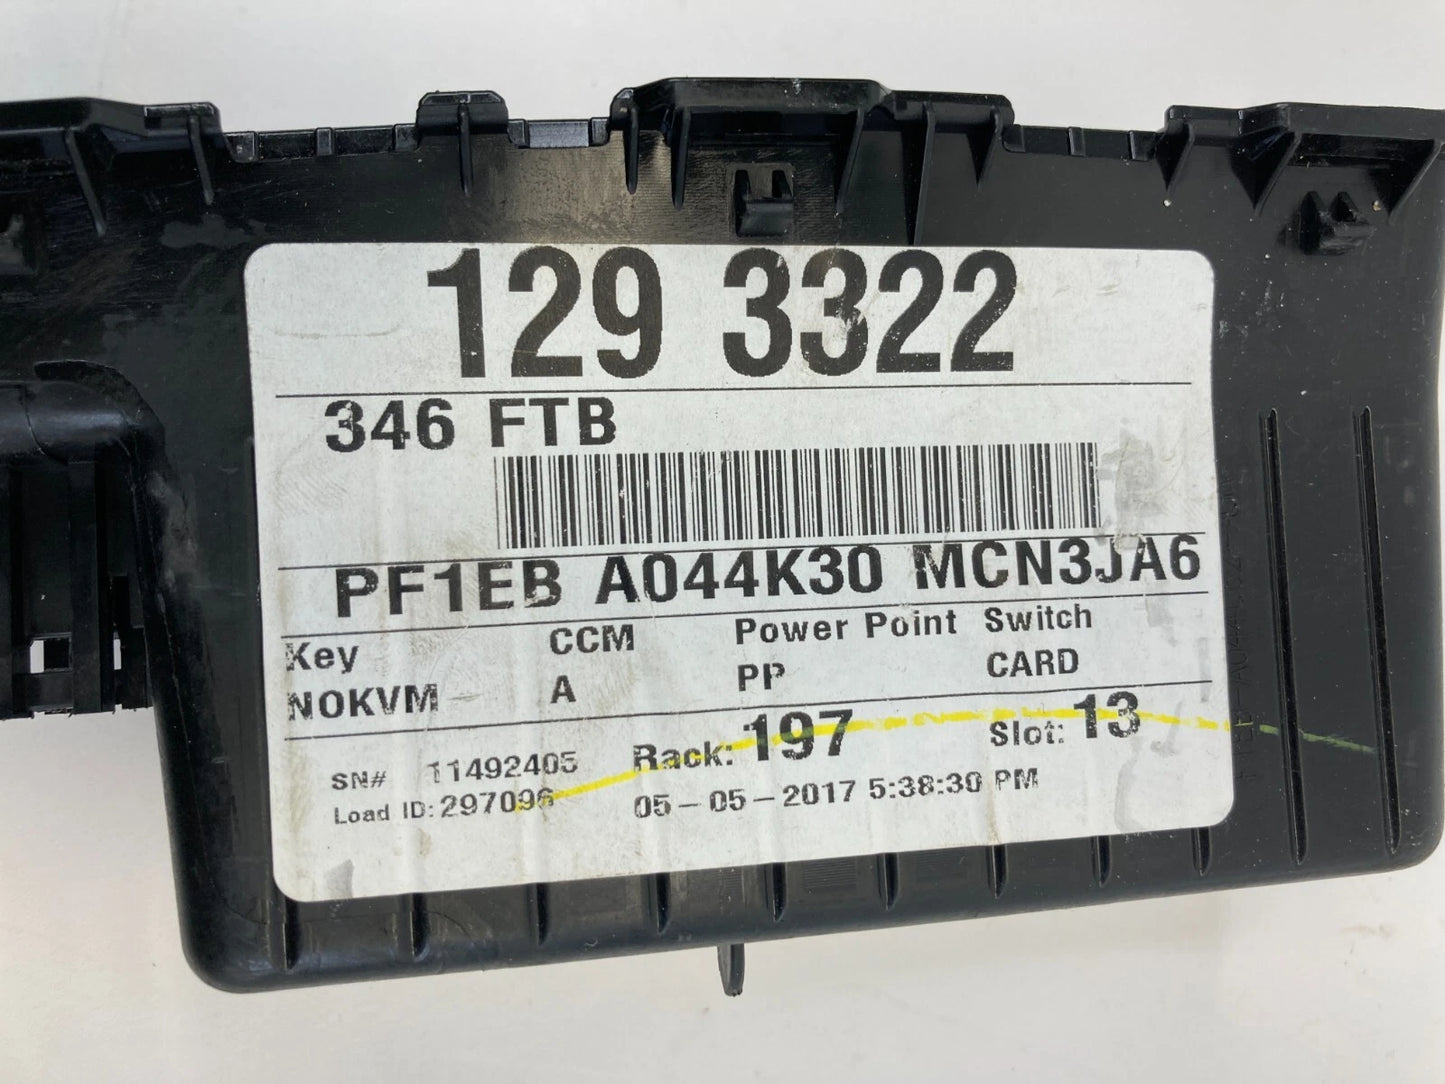 129 3322
346 FTB
PF1EB A044K30 MCN3JA6
Key CCM Power Point Switch
NOKVM A PP CARD
SN# 11492405 Rack: 197 Slot: 13
Load ID: 297096 05-05-2017 5:38:30 PM